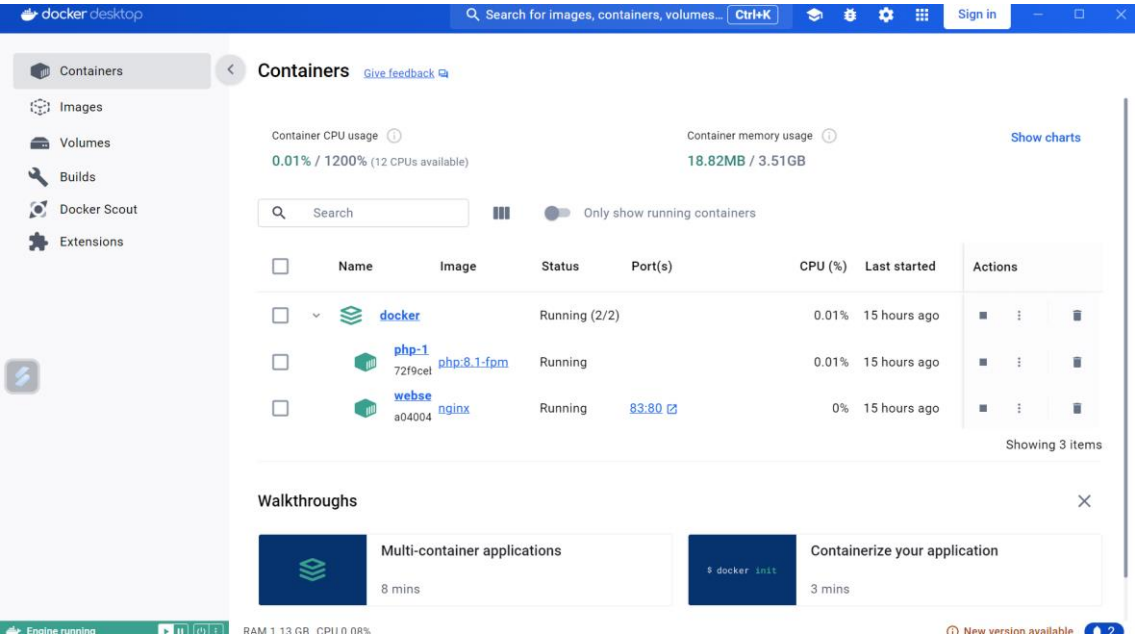 docker desktop
Search for images, containers, volumes... Ctrl+K
Sign in
Containers
Images
Volumes
Builds
Docker Scout
Extensions
Containers Give feedback
Container CPU usage
0.01% / 1200% (12 CPUs available)
Container memory usage
18.82MB / 3.51GB
Show charts
Search
Only show running containers
Name Image Status Port(s) CPU (%) Last started Actions
docker Running (2/2) 0.01% 15 hours ago
php-1
72f9ce php:8.1-fpm Running 0.01% 15 hours ago
webse
a04004 nginx Running 83:80 0% 15 hours ago
Showing 3 items
Walkthroughs
Multi-container applications
8 mins
$ docker init
Containerize your application
3 mins
Engine running
RAM 1.13 GB CPU 0.08%
New version available
2